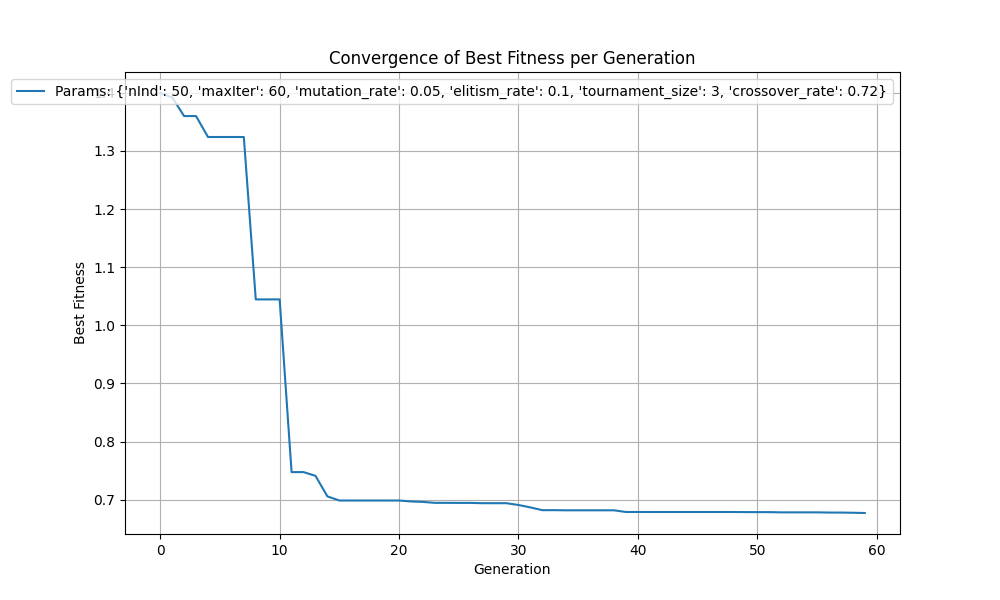 Convergence of Best Fitness per Generation
Params: {'nInd': 50, 'maxIter': 60, 'mutation_rate': 0.05, 'elitism_rate': 0.1, 'tournament_size': 3, 'crossover_rate': 0.72}
1.4
1.3
1.2
1.1
1.0
0.9
0.8
0.7
Best Fitness
0 10 20 30 40 50 60
Generation